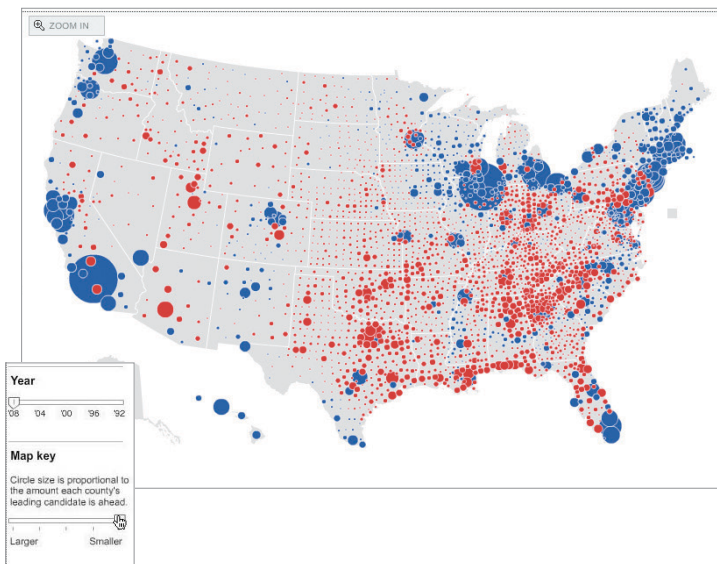 ZOOM IN
Year
'08 '04 '00 '96 '92
Map key
Circle size is proportional to
the amount each county's
leading candidate is ahead.
Larger Smaller